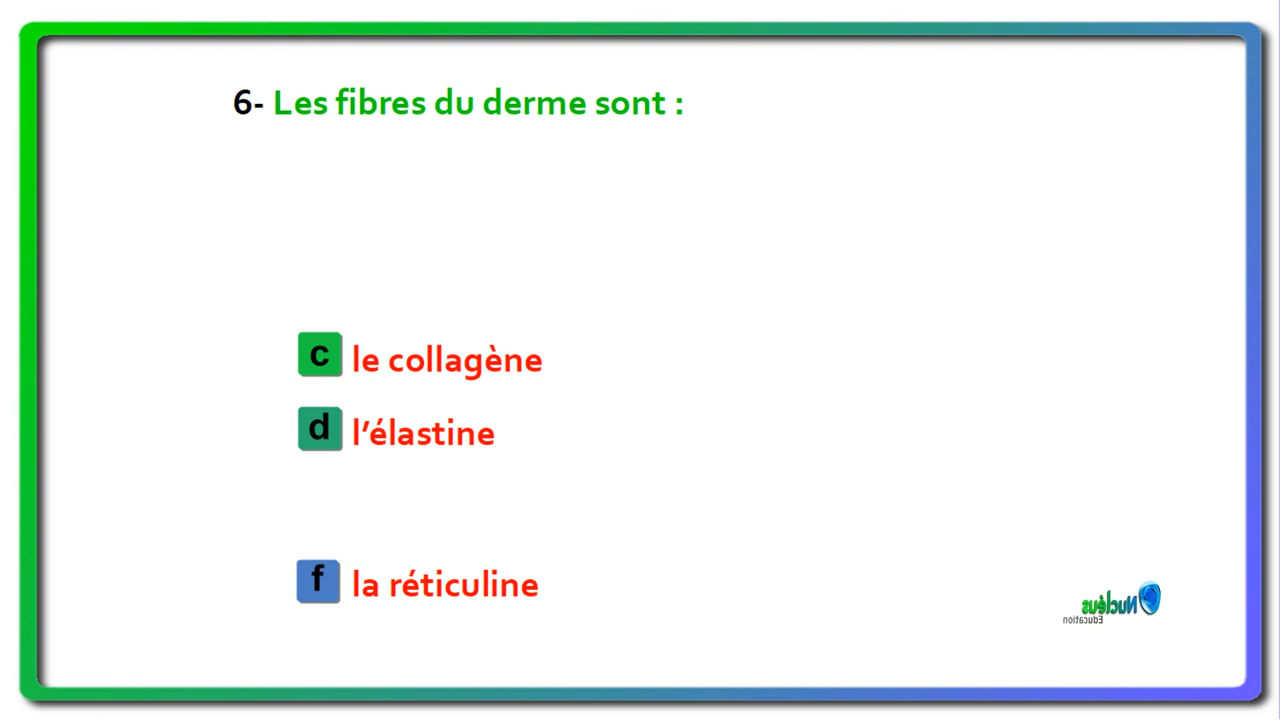 6- Les fibres du derme sont :
c le collagène
d l’élastine
f la réticuline
Nucléus
Education